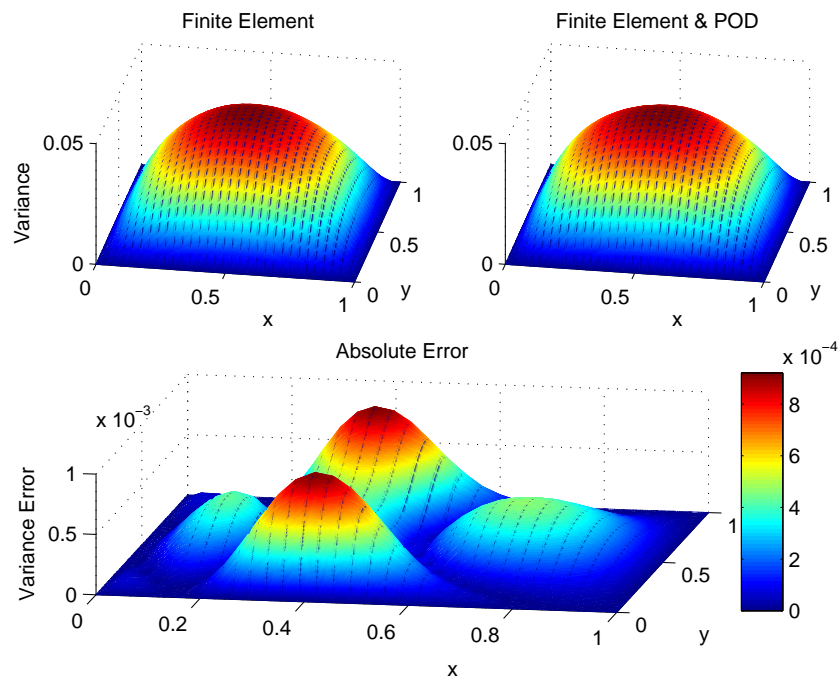 Finite Element
Finite Element & POD
0.05
0
Variance
0
0.5
1
x
0
0.5
1
y
0.05
0
0
0.5
1
x
0
0.5
1
y
Absolute Error
x 10⁻³
1
0.5
0
Variance Error
0
0.2
0.4
0.6
0.8
1
x
0
0.5
1
y
x 10⁻⁴
8
6
4
2
0